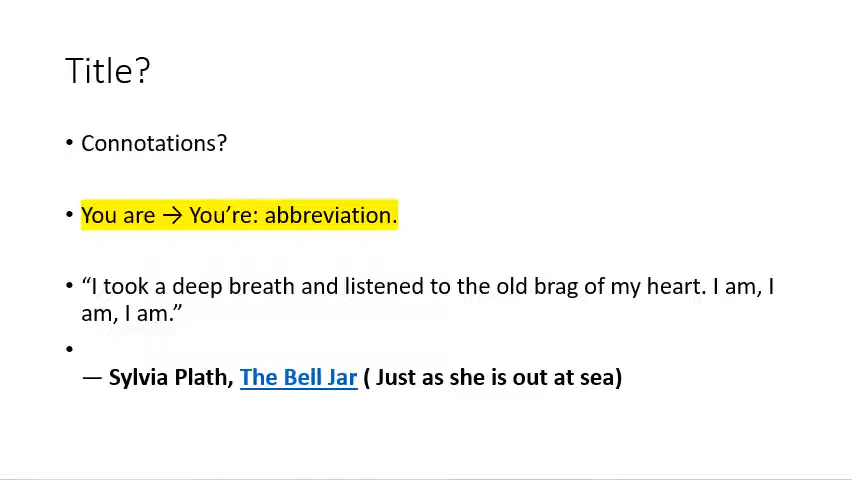 Title?
• Connotations?
• You are → You’re: abbreviation.
• “I took a deep breath and listened to the old brag of my heart. I am, I
am, I am.”
•
— Sylvia Plath, The Bell Jar ( Just as she is out at sea)